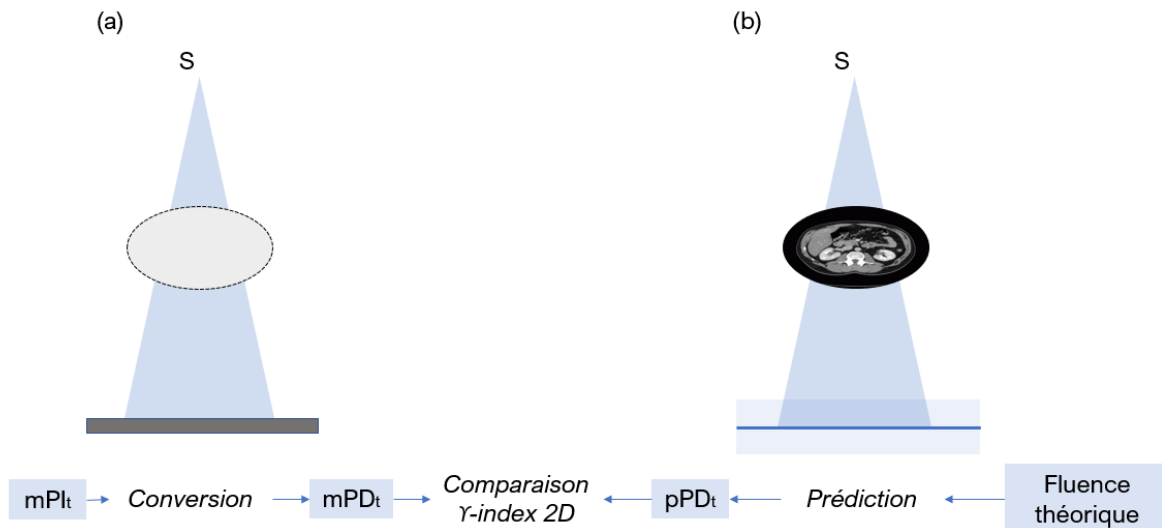 (a)
(b)
S
S
mPIₜ
Conversion
mPDₜ
Comparaison
ɣ-index 2D
pPDₜ
Prédiction
Fluence
théorique